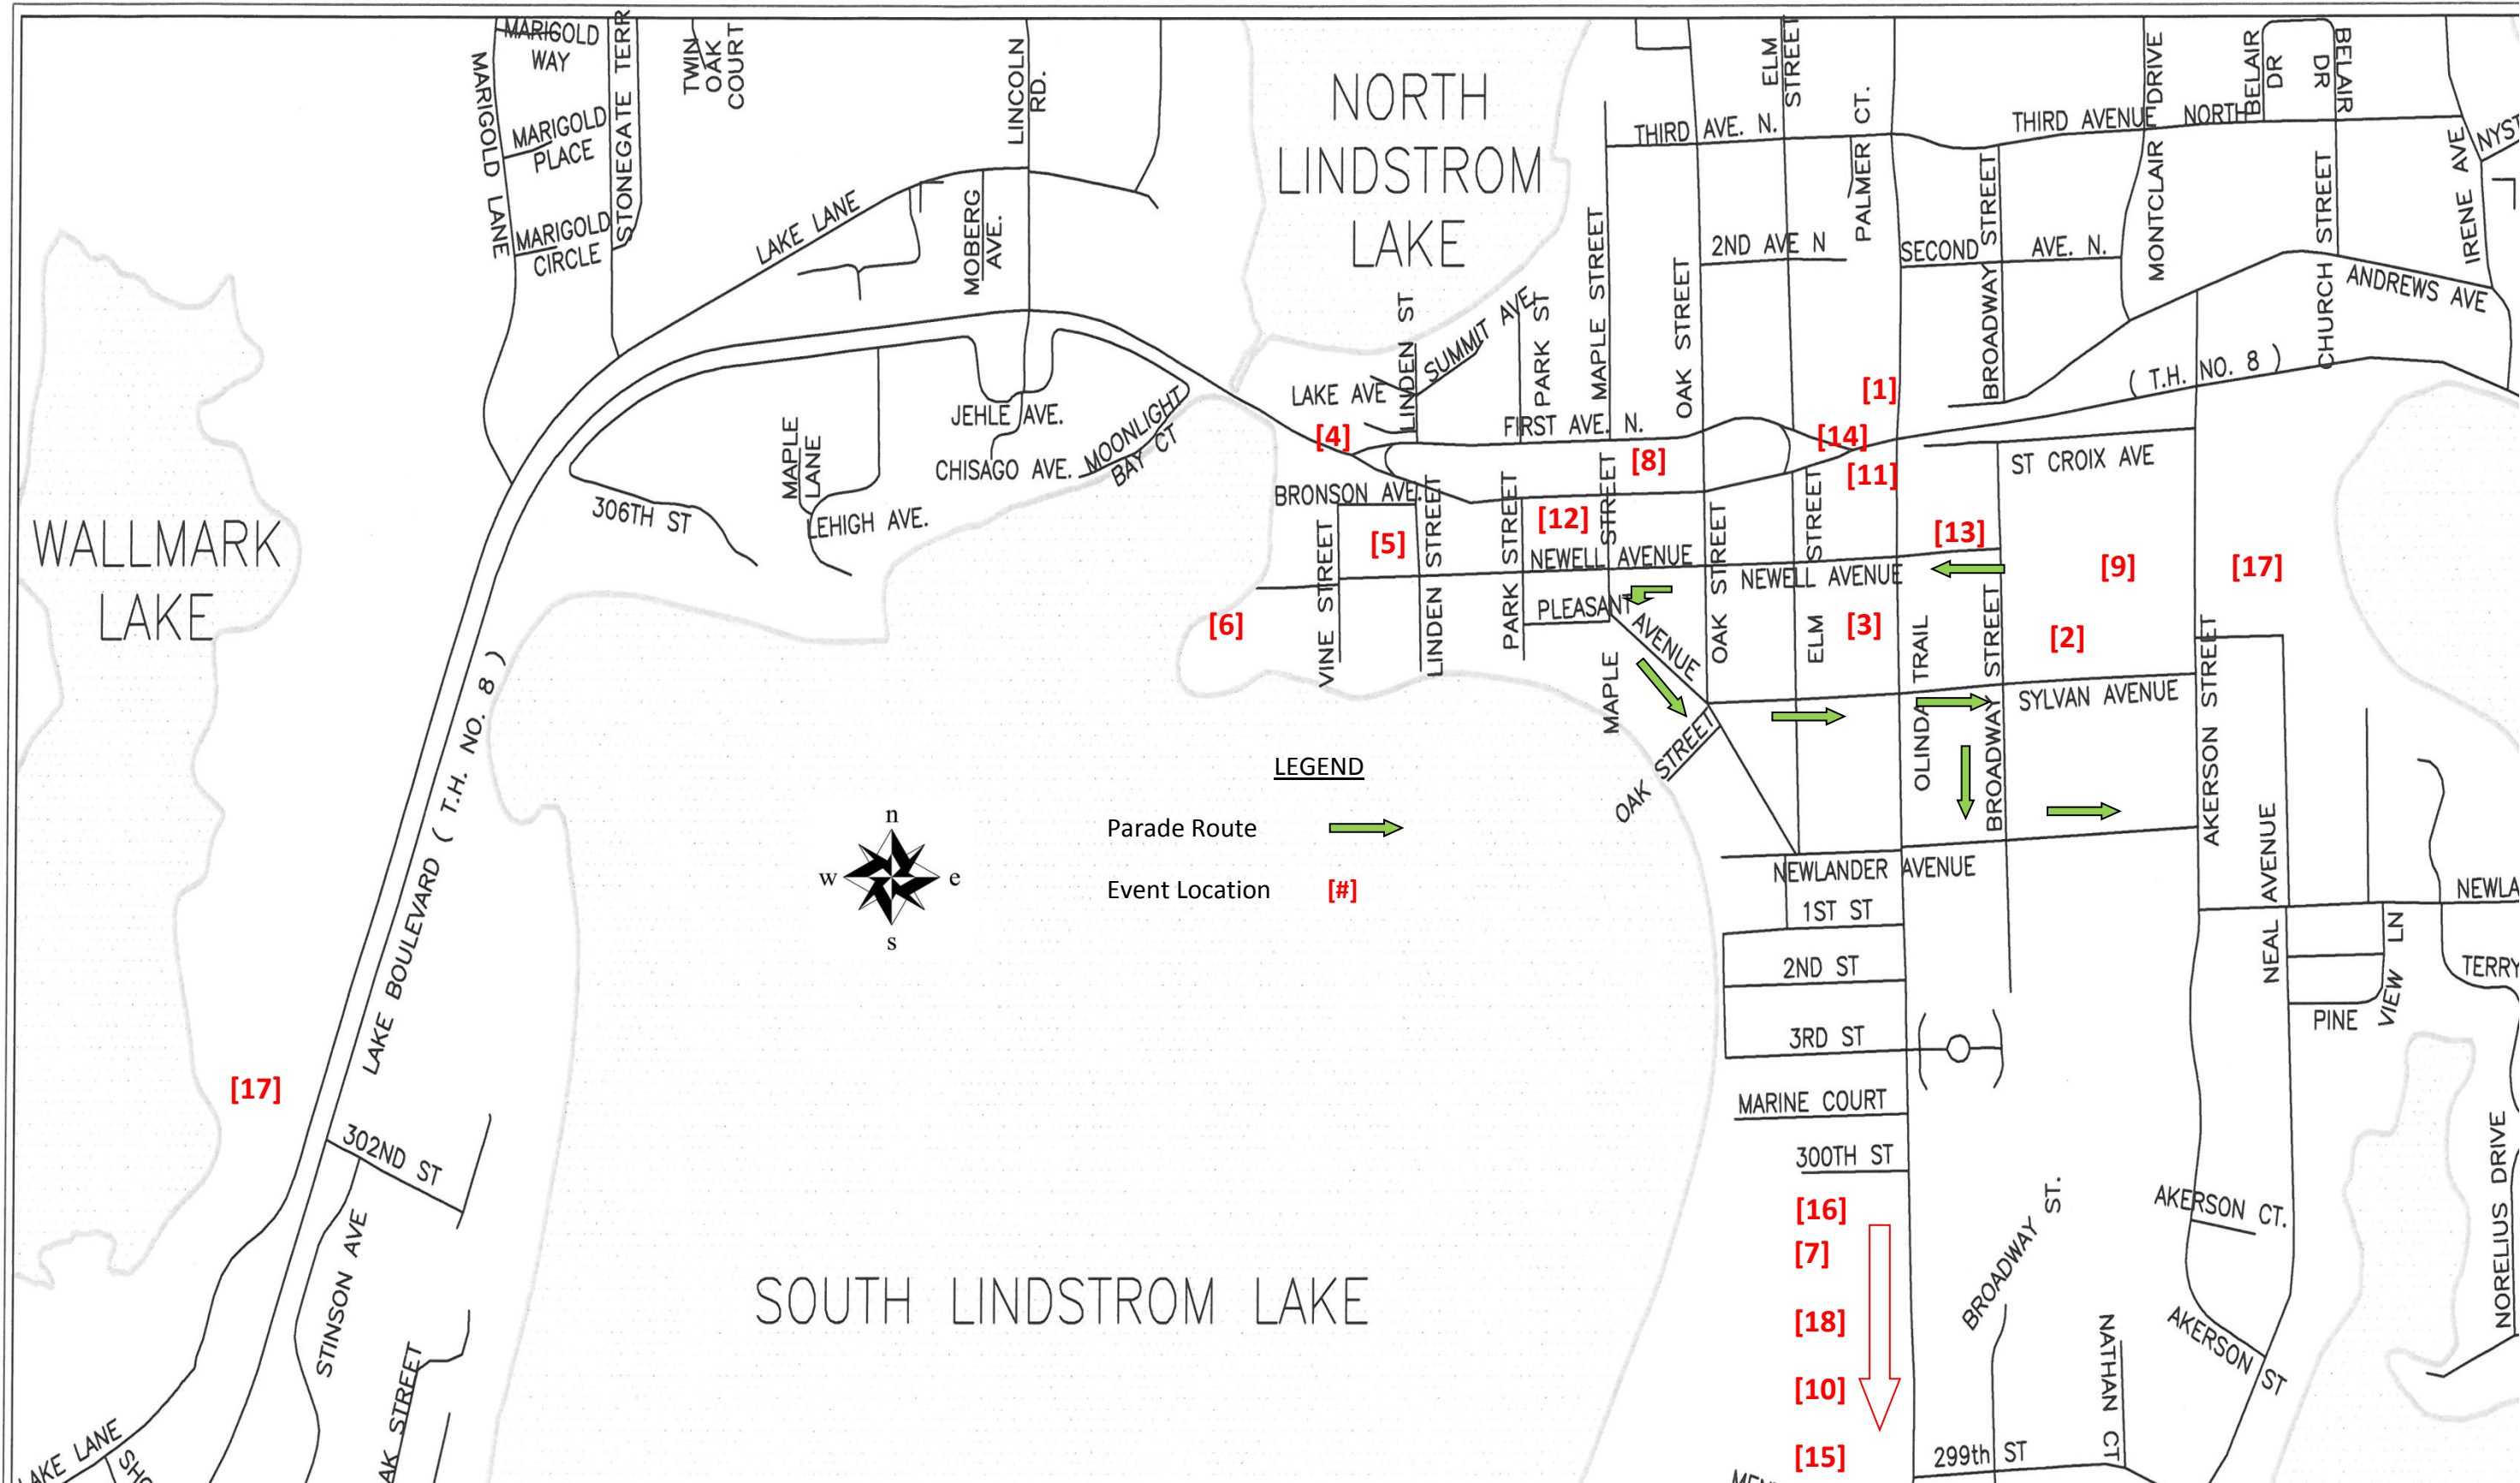 MARIGOLD
WAY
MARIGOLD LANE
MARIGOLD
PLACE
MARIGOLD
CIRCLE
STONEGATE TERR
TWIN
OAK
COURT
LINCOLN
RD.
LAKE LANE
MOBERG
AVE.
NORTH
LINDSTROM
LAKE
ELM
STREET
PALMER CT.
THIRD AVE. N.
THIRD AVENUE NORTH
DRIVE
MONTCLAIR
BELAIR
DR
BELAIR
DR
IRENE AVE
NYST
2ND AVE N
SECOND AVE. N.
BROADWAY STREET
CHURCH STREET
ANDREWS AVE
( T.H. NO. 8 )
LINDEN ST
SUMMIT AVE
PARK ST
MAPLE STREET
OAK STREET
LAKE AVE
FIRST AVE. N.
[1]
[4]
[14]
[8]
[11]
ST CROIX AVE
JEHLE AVE.
CHISAGO AVE.
MOONLIGHT
BAY CT
MAPLE
LANE
LEHIGH AVE.
306TH ST
WALLMARK
LAKE
BRONSON AVE.
[5]
[12]
[13]
[9]
[17]
VINE STREET
LINDEN STREET
PARK STREET
STREET
MAPLE
NEWELL AVENUE
NEWELL AVENUE
PLEASANT
AVENUE
OAK STREET
ELM STREET
[6]
[3]
[2]
OLINDA TRAIL
BROADWAY STREET
SYLVAN AVENUE
AKERSON STREET
OAK STREET
LAKE BOULEVARD ( T.H. NO. 8 )
LEGEND
Parade Route
Event Location [#]
n
w
e
s
NEWLANDER AVENUE
NEAL AVENUE
NEWLA
1ST ST
2ND ST
3RD ST
MARINE COURT
300TH ST
PINE VIEW LN
TERRY
[17]
302ND ST
STINSON AVE
[16]
[7]
[18]
[10]
[15]
BROADWAY ST.
AKERSON CT.
AKERSON ST
NORELIUS DRIVE
NATHAN CT
299th ST
SOUTH LINDSTROM LAKE
LAKE LANE
AK STREET